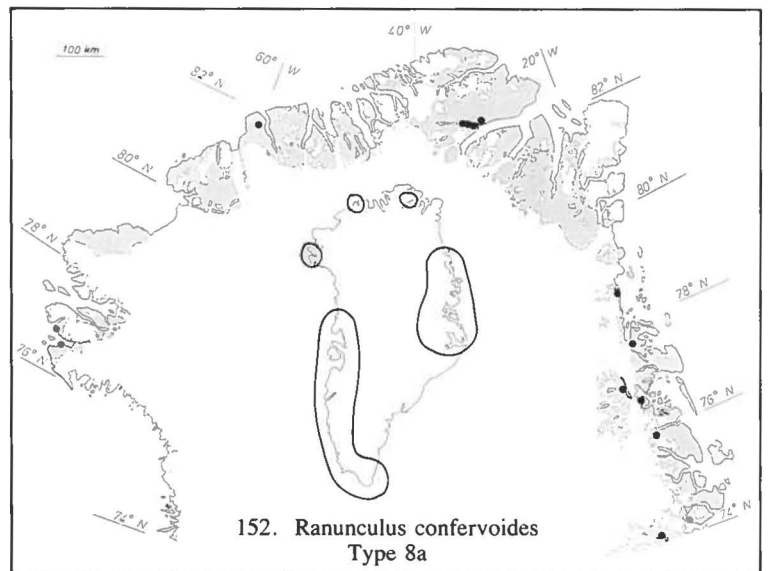 100 km
40° W
60° W
20° W
82° N
82° N
80° N
80° N
78° N
78° N
76° N
76° N
74° N
74° N
152. Ranunculus confervoides
Type 8a